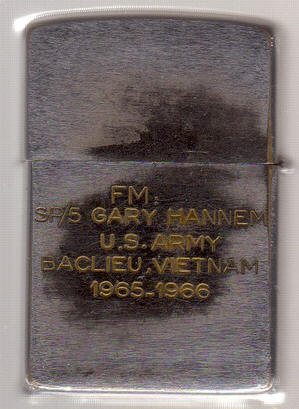 FM:
SP/5 GARY HANNEM
U.S. ARMY
BACLIEU, VIETNAM
1965-1966